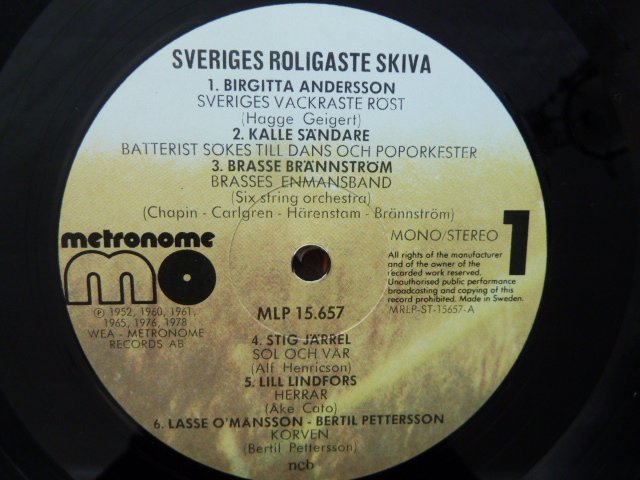 SVERIGES ROLIGASTE SKIVA
1. BIRGITTA ANDERSSON
SVERIGES VACKRASTE RÖST
(Hagge Geigert)
2. KALLE SÄNDARE
BATTERIST SÖKES TILL DANS OCH POPORKESTER
3. BRASSE BRÄNNSTRÖM
BRASSES ENMANSBAND
(Six string orchestra)
(Chapin - Carlgren - Härenstam - Brännström)
metronome
mo
℗ 1952, 1960, 1961,
1965, 1976, 1978
WEA - METRONOME
RECORDS AB
MONO/STEREO
1
All rights of the manufacturer
and of the owner of the
recorded work reserved.
Unauthorised public performance
broadcasting and copying of this
record prohibited. Made in Sweden.
MRLP-ST-15657-A
MLP 15.657
4. STIG JÄRREL
SOL OCH VÅR
(Alf Henricson)
5. LILL LINDFORS
HERRAR
(Åke Cato)
6. LASSE O'MÅNSSON - BERTIL PETTERSSON
KORVEN
(Bertil Pettersson)
ncb